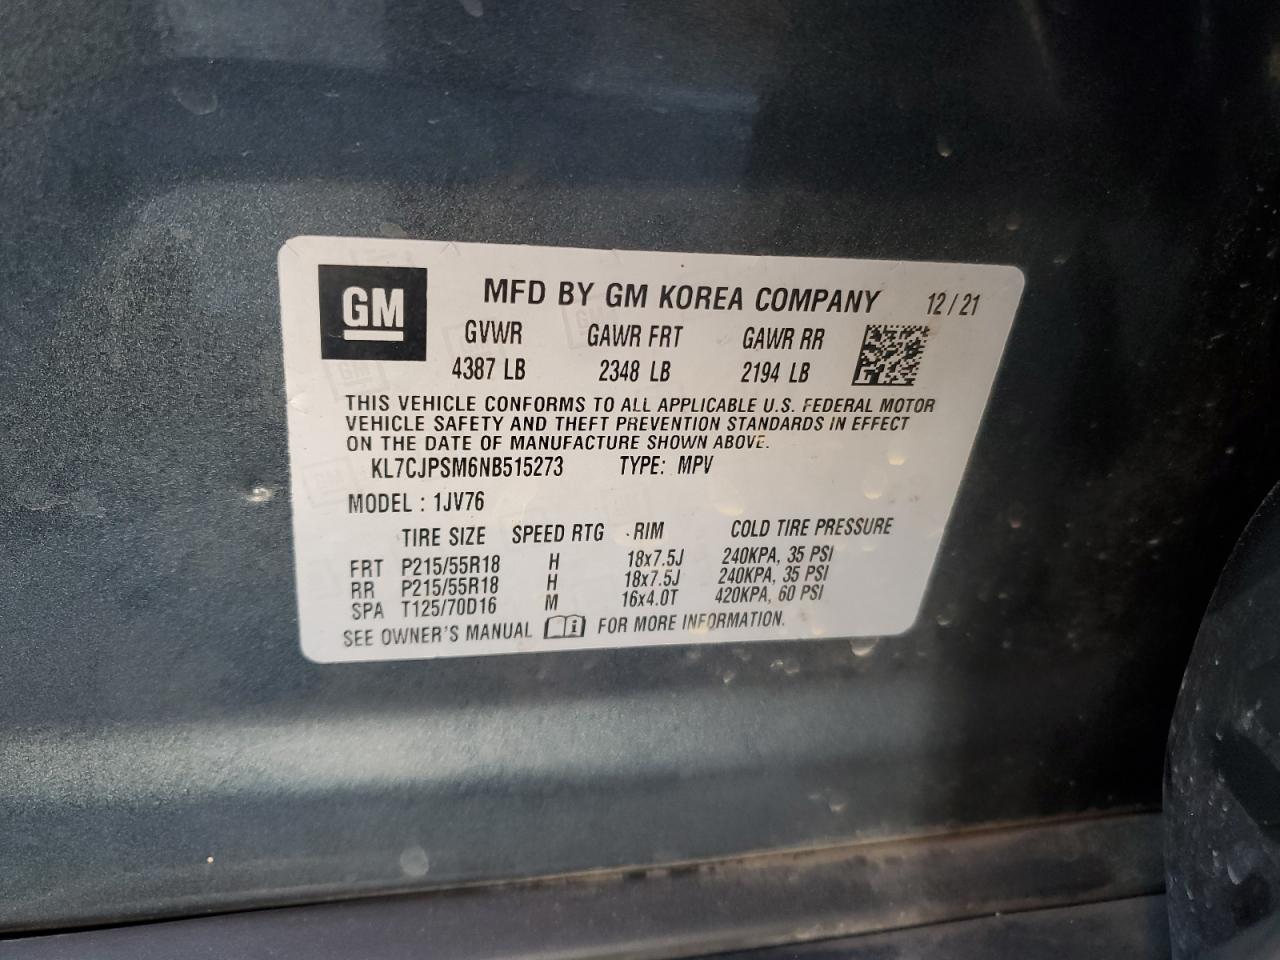 GM MFD BY GM KOREA COMPANY 12/21
GVWR GAWR FRT GAWR RR
4387 LB 2348 LB 2194 LB
THIS VEHICLE CONFORMS TO ALL APPLICABLE U.S. FEDERAL MOTOR
VEHICLE SAFETY AND THEFT PREVENTION STANDARDS IN EFFECT
ON THE DATE OF MANUFACTURE SHOWN ABOVE.
KL7CJPSM6NB515273 TYPE: MPV
MODEL : 1JV76
TIRE SIZE SPEED RTG RIM COLD TIRE PRESSURE
FRT P215/55R18 H 18x7.5J 240KPA, 35 PSI
RR P215/55R18 H 18x7.5J 240KPA, 35 PSI
SPA T125/70D16 M 16x4.0T 420KPA, 60 PSI
SEE OWNER'S MANUAL i FOR MORE INFORMATION.